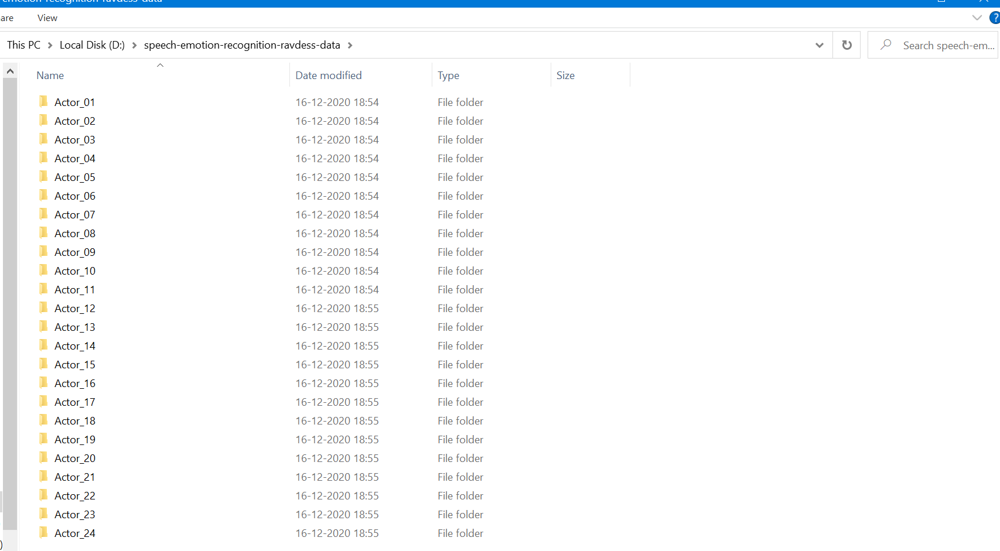 emotion-recognition-ravdess-data
are View ?
This PC > Local Disk (D:) > speech-emotion-recognition-ravdess-data > Search speech-em...
Name Date modified Type Size
Actor_01 16-12-2020 18:54 File folder
Actor_02 16-12-2020 18:54 File folder
Actor_03 16-12-2020 18:54 File folder
Actor_04 16-12-2020 18:54 File folder
Actor_05 16-12-2020 18:54 File folder
Actor_06 16-12-2020 18:54 File folder
Actor_07 16-12-2020 18:54 File folder
Actor_08 16-12-2020 18:54 File folder
Actor_09 16-12-2020 18:54 File folder
Actor_10 16-12-2020 18:54 File folder
Actor_11 16-12-2020 18:54 File folder
Actor_12 16-12-2020 18:55 File folder
Actor_13 16-12-2020 18:55 File folder
Actor_14 16-12-2020 18:55 File folder
Actor_15 16-12-2020 18:55 File folder
Actor_16 16-12-2020 18:55 File folder
Actor_17 16-12-2020 18:55 File folder
Actor_18 16-12-2020 18:55 File folder
Actor_19 16-12-2020 18:55 File folder
Actor_20 16-12-2020 18:55 File folder
Actor_21 16-12-2020 18:55 File folder
Actor_22 16-12-2020 18:55 File folder
Actor_23 16-12-2020 18:55 File folder
Actor_24 16-12-2020 18:55 File folder
)